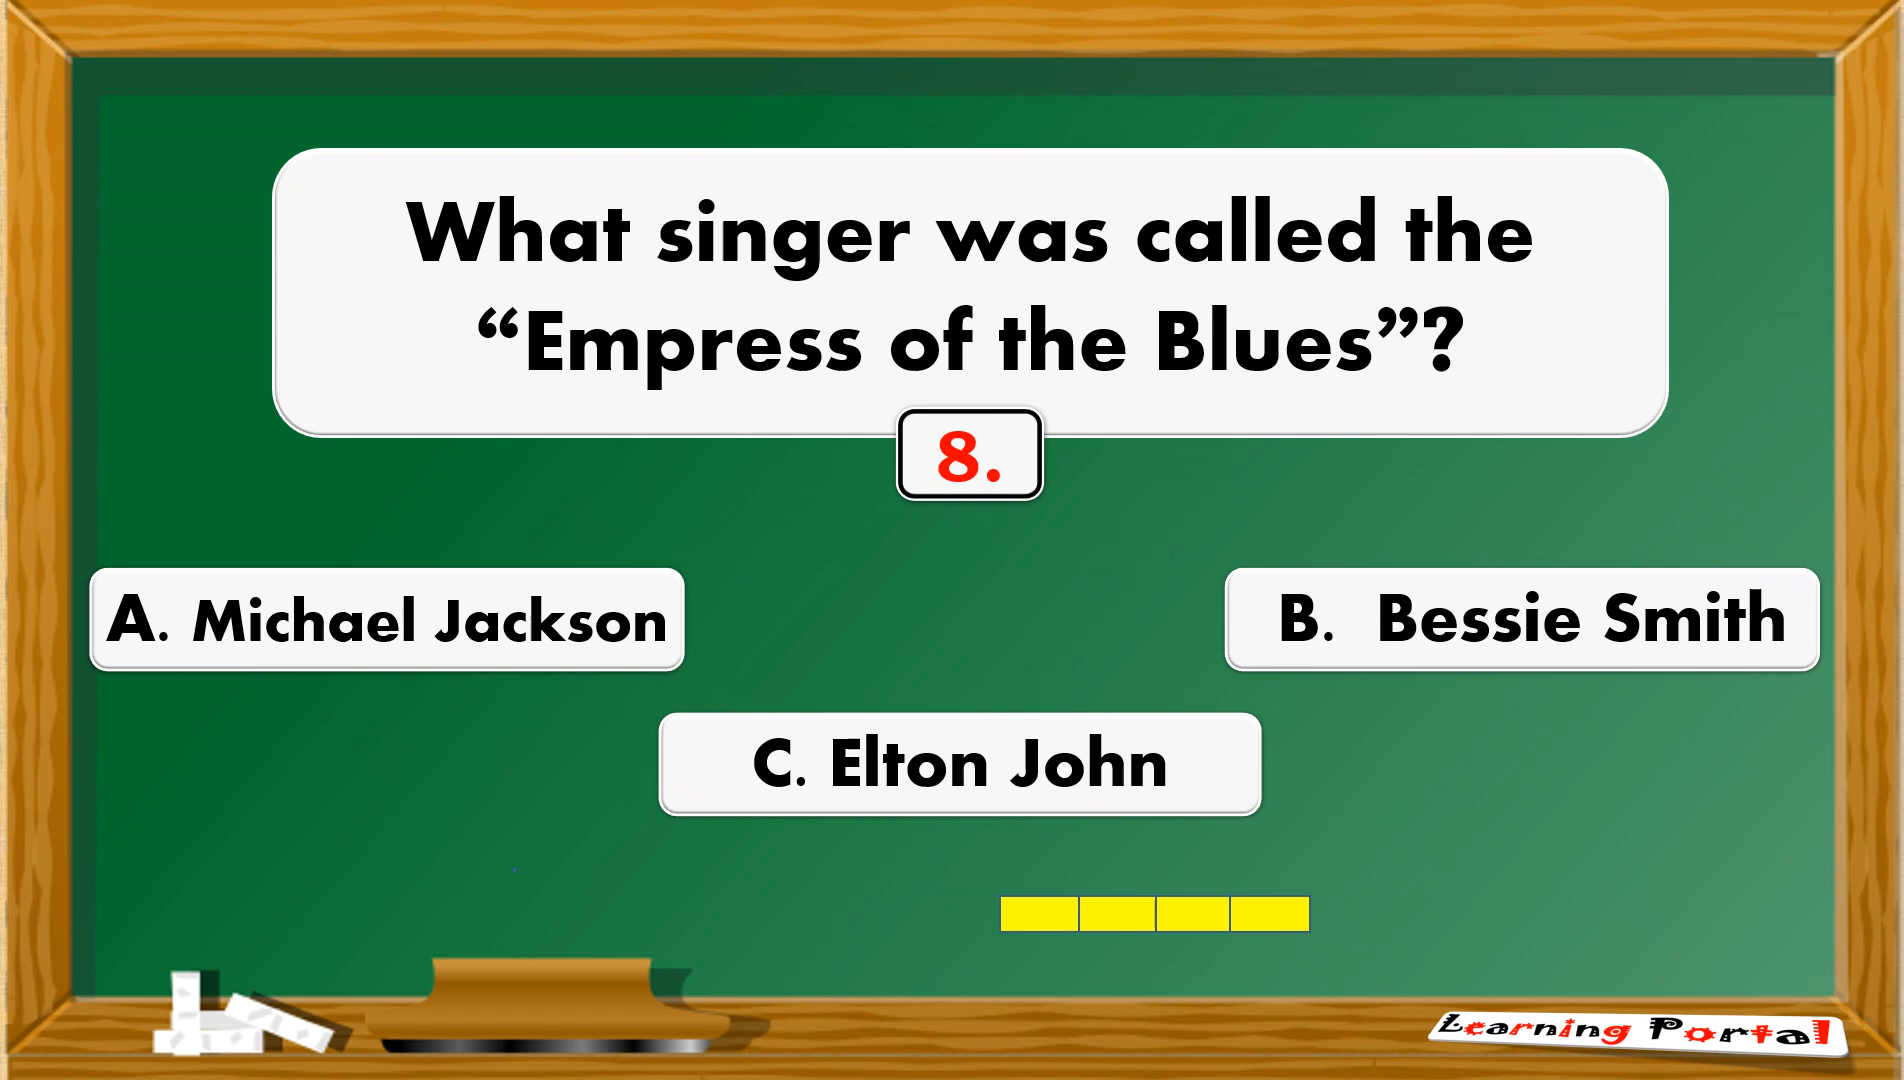 What singer was called the
“Empress of the Blues”?
8.
A. Michael Jackson
B. Bessie Smith
C. Elton John
Learning Portal